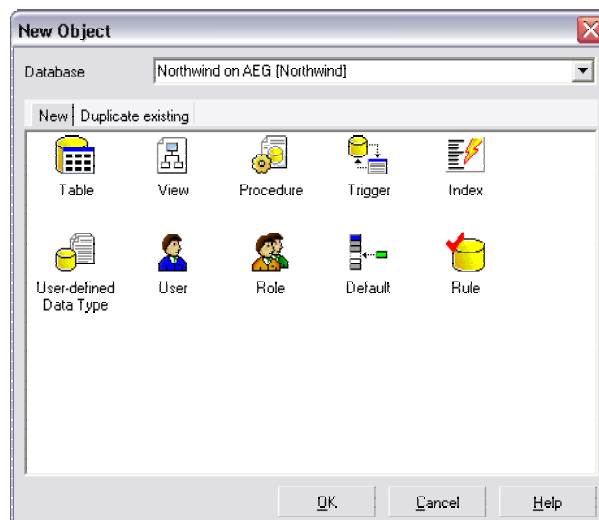 New Object
Database
Northwind on AEG [Northwind]
New
Duplicate existing
Table
View
Procedure
Trigger
Index
User-defined
Data Type
User
Role
Default
Rule
OK
Cancel
Help